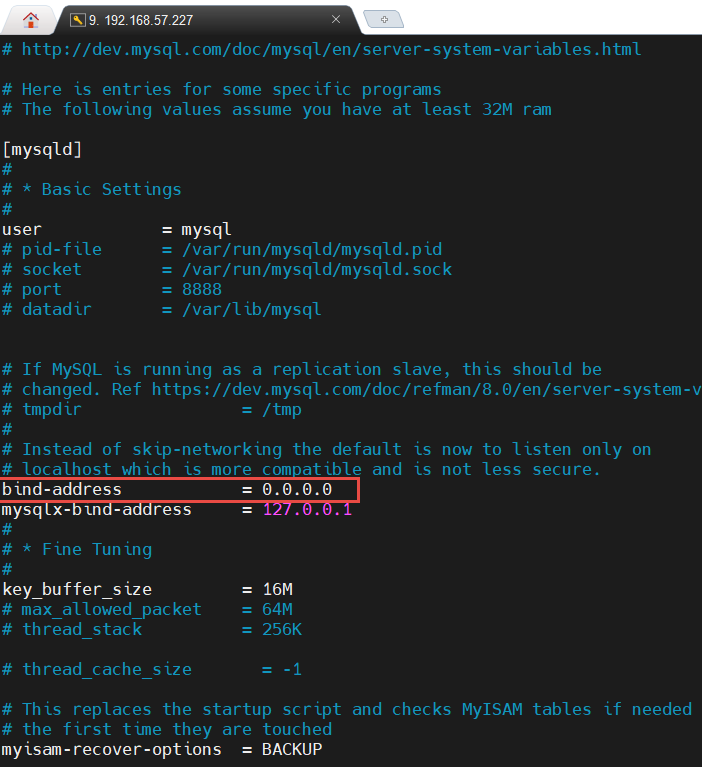 9. 192.168.57.227
# http://dev.mysql.com/doc/mysql/en/server-system-variables.html
# Here is entries for some specific programs
# The following values assume you have at least 32M ram
[mysqld]
#
# * Basic Settings
#
user            = mysql
# pid-file      = /var/run/mysqld/mysqld.pid
# socket        = /var/run/mysqld/mysqld.sock
# port          = 8888
# datadir       = /var/lib/mysql
# If MySQL is running as a replication slave, this should be
# changed. Ref https://dev.mysql.com/doc/refman/8.0/en/server-system-v
# tmpdir                = /tmp
#
# Instead of skip-networking the default is now to listen only on
# localhost which is more compatible and is not less secure.
bind-address            = 0.0.0.0
mysqlx-bind-address     = 127.0.0.1
#
# * Fine Tuning
#
key_buffer_size         = 16M
# max_allowed_packet    = 64M
# thread_stack          = 256K
# thread_cache_size       = -1
# This replaces the startup script and checks MyISAM tables if needed
# the first time they are touched
myisam-recover-options  = BACKUP